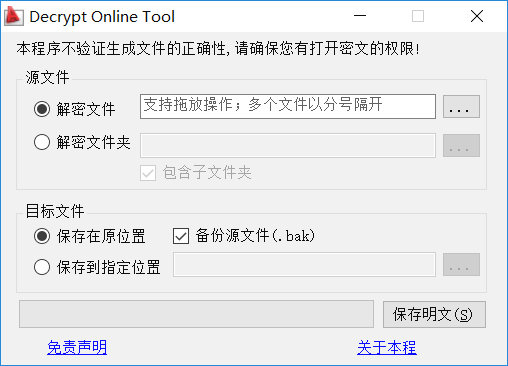 Decrypt Online Tool
本程序不验证生成文件的正确性,请确保您有打开密文的权限!
源文件
解密文件
支持拖放操作；多个文件以分号隔开
...
解密文件夹
...
包含子文件夹
目标文件
保存在原位置
备份源文件(.bak)
保存到指定位置
...
保存明文(S)
免责声明
关于本程